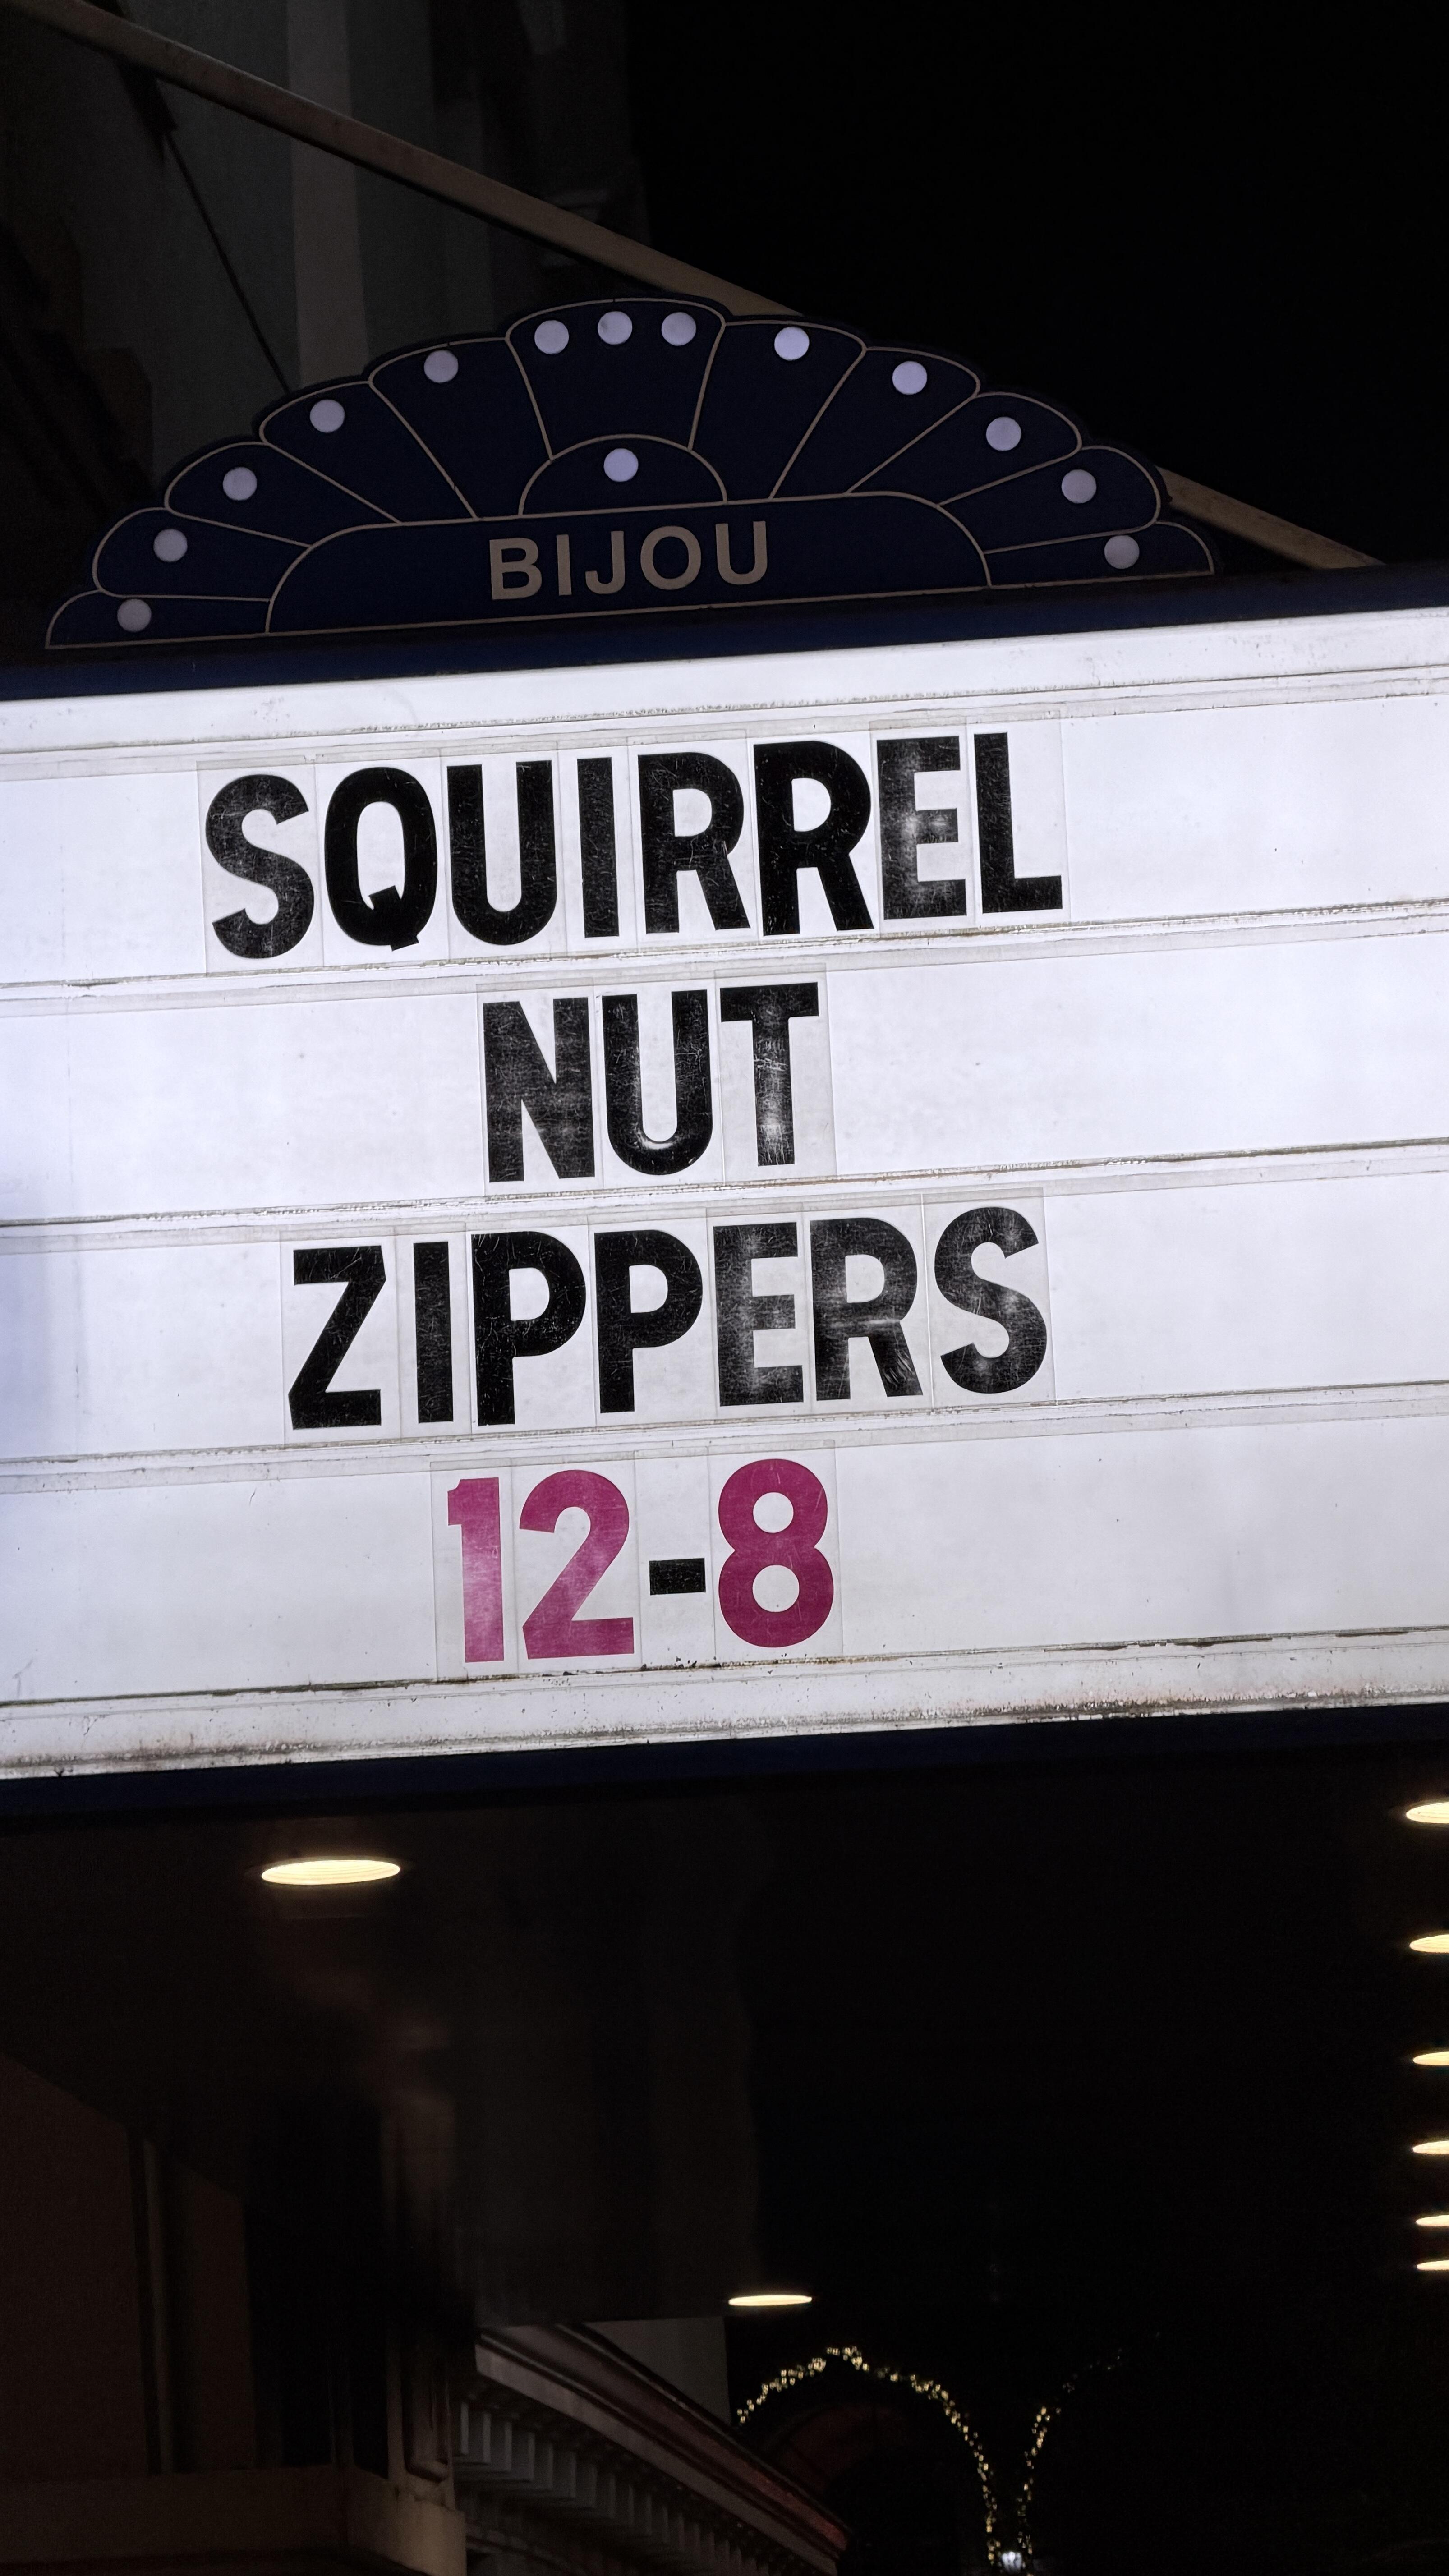 BIJOU
SQUIRREL
NUT
ZIPPERS
12-8